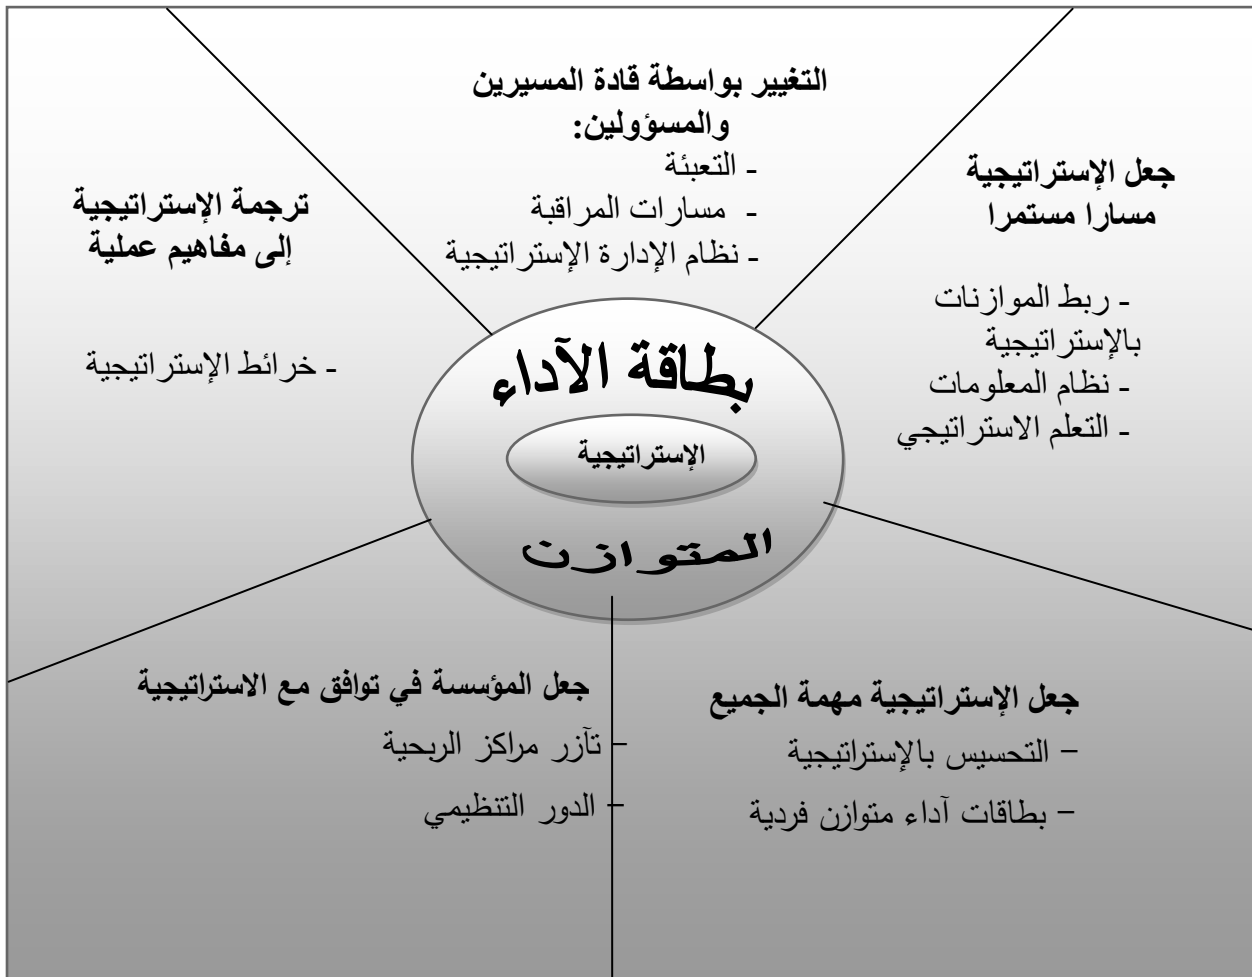 التغيير بواسطة قادة المسيرين
والمسؤولين:
- التعبئة
- مسارات المراقبة
- نظام الإدارة الإستراتيجية
جعل الإستراتيجية
مسارا مستمرا
- ربط الموازنات
بالإستراتيجية
- نظام المعلومات
- التعلم الاستراتيجي
ترجمة الإستراتيجية
إلى مفاهيم عملية
- خرائط الإستراتيجية
بطاقة الآداء
الإستراتيجية
المتوازن
جعل الإستراتيجية مهمة الجميع
– التحسيس بالإستراتيجية
– بطاقات آداء متوازن فردية
جعل المؤسسة في توافق مع الاستراتيجية
- تآزر مراكز الربحية
- الدور التنظيمي